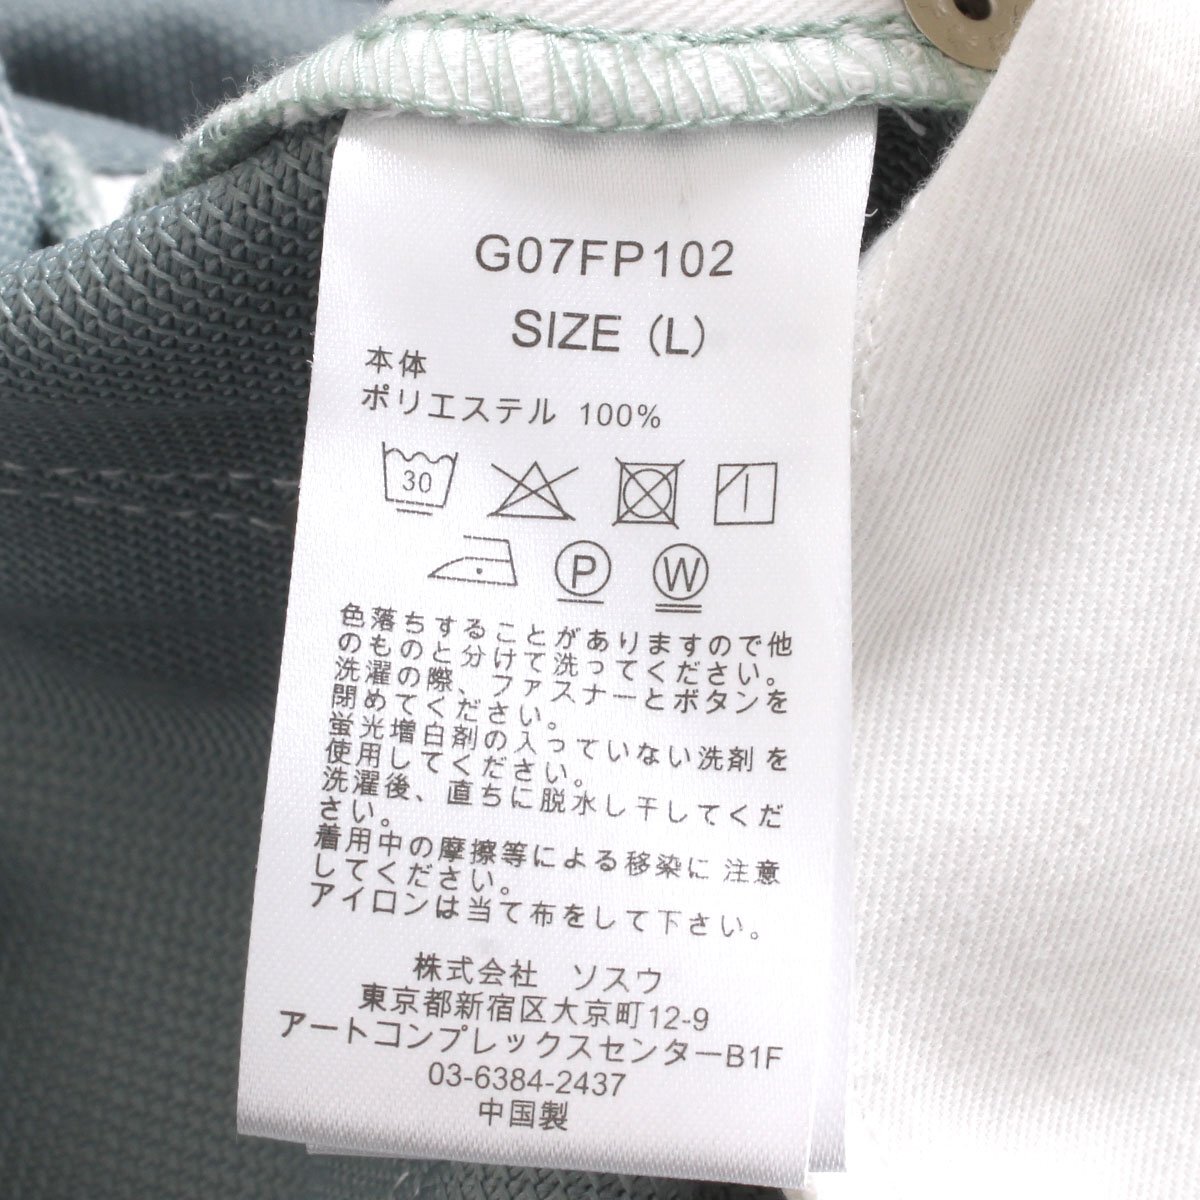 G07FP102
SIZE (L)
本体
ポリエステル 100%
30
P W
色落ちすることがありますので他
のものと分けて洗ってください。
洗濯の際、ファスナーとボタンを
閉めてください。
蛍光増白剤の入っていない洗剤を
使用してください。
洗濯後、直ちに脱水し干してくだ
さい。
着用中の摩擦等による移染に注意
してください。
アイロンは当て布をして下さい。
株式会社 ソスウ
東京都新宿区大京町12-9
アートコンプレックスセンターB1F
03-6384-2437
中国製